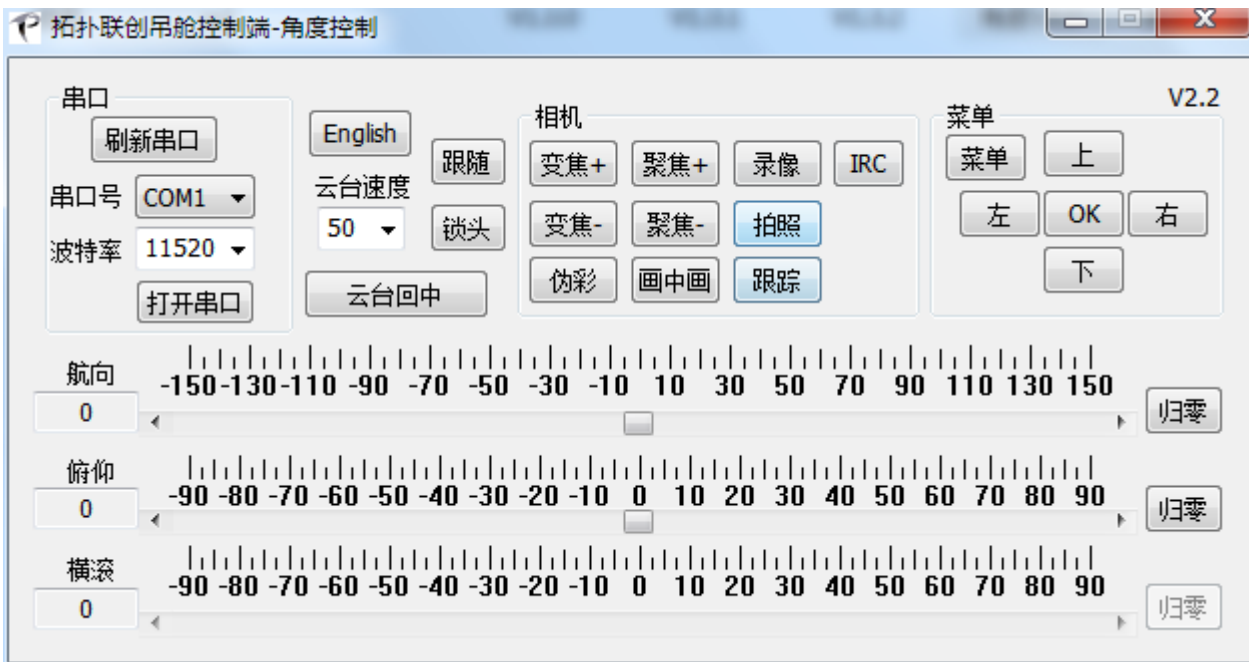 拓扑联创吊舱控制端-角度控制
V2.2
串口
刷新串口
串口号 COM1
波特率 11520
打开串口
English
云台速度
50
跟随
锁头
云台回中
相机
变焦+ 聚焦+ 录像 IRC
变焦- 聚焦- 拍照
伪彩 画中画 跟踪
菜单
菜单 上
左 OK 右
下
航向
-150 -130 -110 -90 -70 -50 -30 -10 10 30 50 70 90 110 130 150
0
归零
俯仰
-90 -80 -70 -60 -50 -40 -30 -20 -10 0 10 20 30 40 50 60 70 80 90
0
归零
横滚
-90 -80 -70 -60 -50 -40 -30 -20 -10 0 10 20 30 40 50 60 70 80 90
0
归零